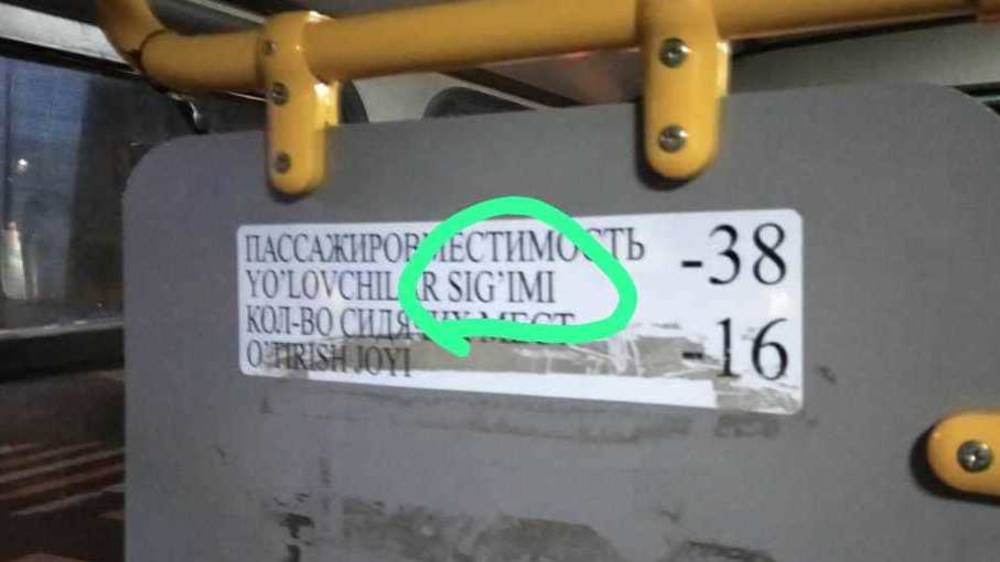 ПАССАЖИРОВМЕСТИМОСТЬ -38
YO'LOVCHILAR SIG'IMI
КОЛ-ВО СИДЯЧИХ МЕСТ -16
O'TIRISH JOYI